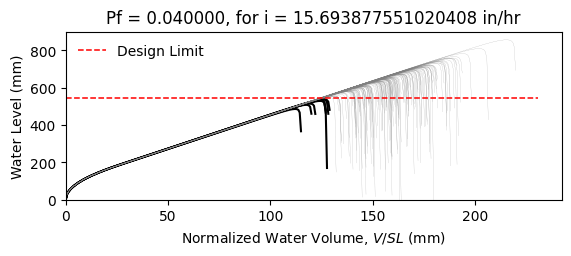 Pf = 0.040000, for i = 15.693877551020408 in/hr
Design Limit
Water Level (mm)
800
600
400
200
0
0 50 100 150 200
Normalized Water Volume, V/SL (mm)